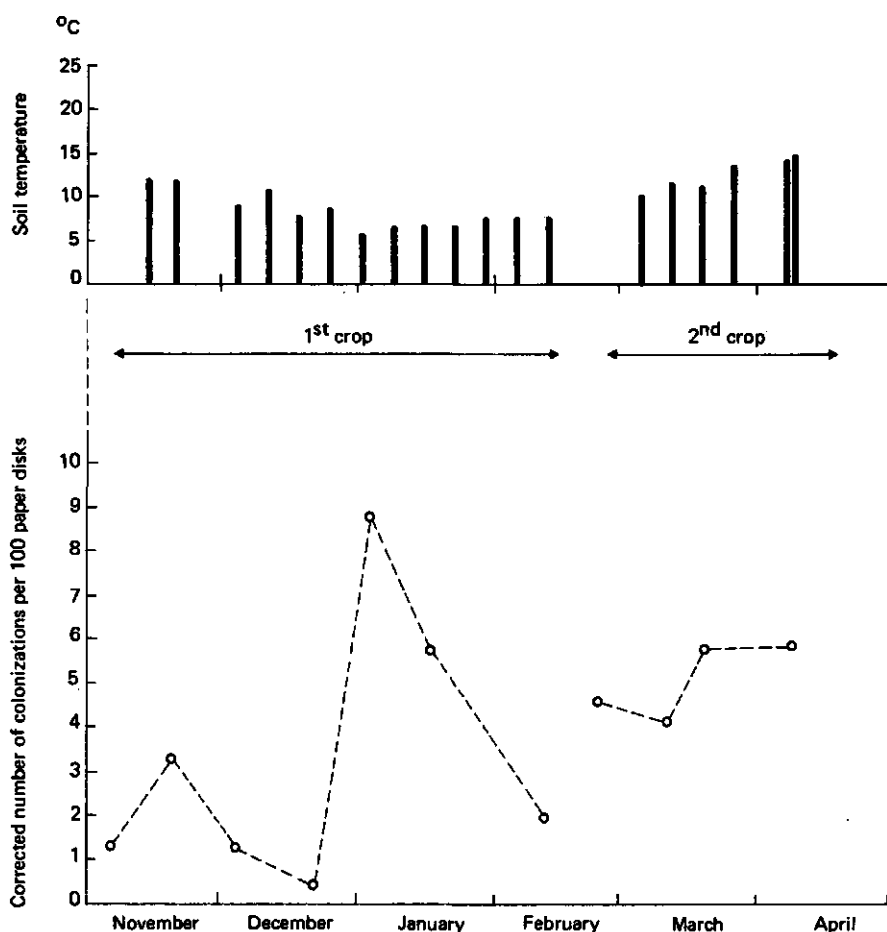 °C
Soil temperature
25
20
15
10
5
0
1st crop
2nd crop
Corrected number of colonizations per 100 paper disks
10
9
8
7
6
5
4
3
2
1
0
November December January February March April